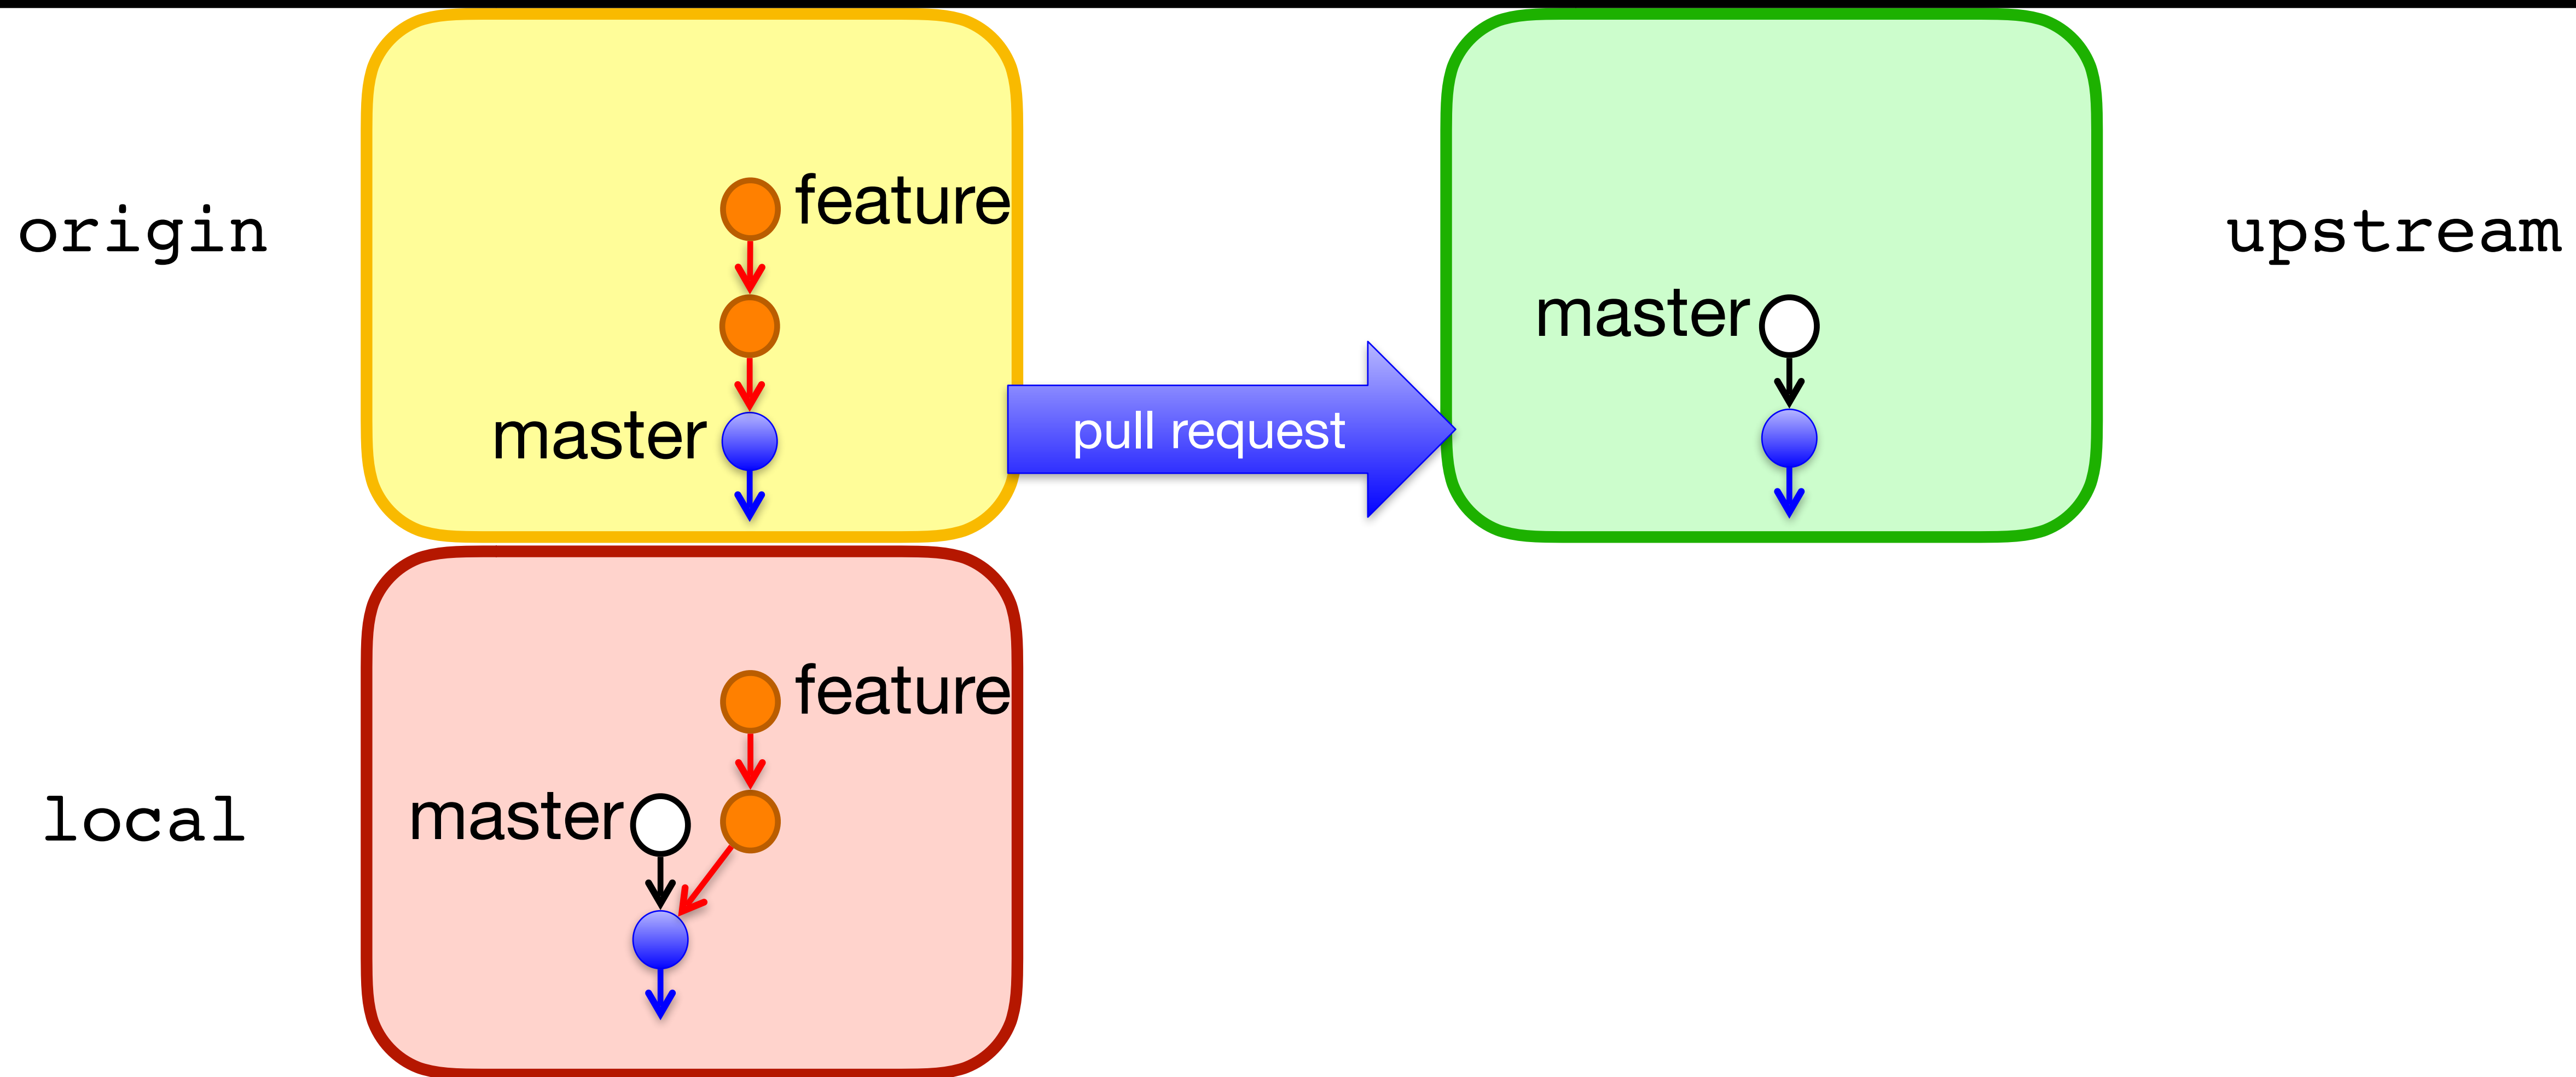 origin
feature
master
pull request
master
upstream
local
feature
master